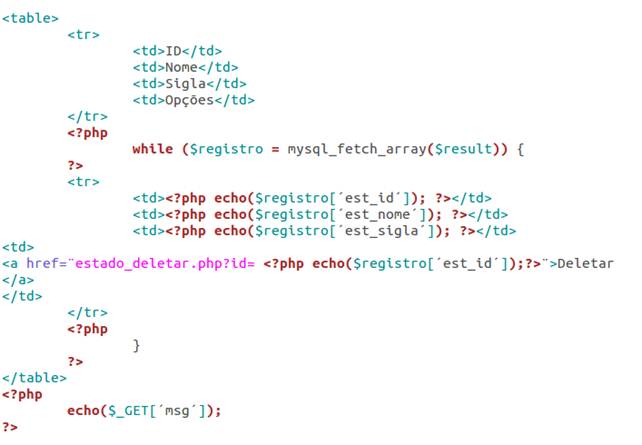 <table>
<tr>
<td>ID</td>
<td>Nome</td>
<td>Sigla</td>
<td>Opções</td>
</tr>
<?php
while ($registro = mysql_fetch_array($result)) {
?>
<tr>
<td><?php echo($registro[´est_id´]); ?></td>
<td><?php echo($registro[´est_nome´]); ?></td>
<td><?php echo($registro[´est_sigla´]); ?></td>
<td>
<a href=¨estado_deletar.php?id= <?php echo($registro[´est_id´]);?>¨>Deletar
</a>
</td>
</tr>
<?php
}
?>
</table>
<?php
echo($_GET[´msg´]);
?>